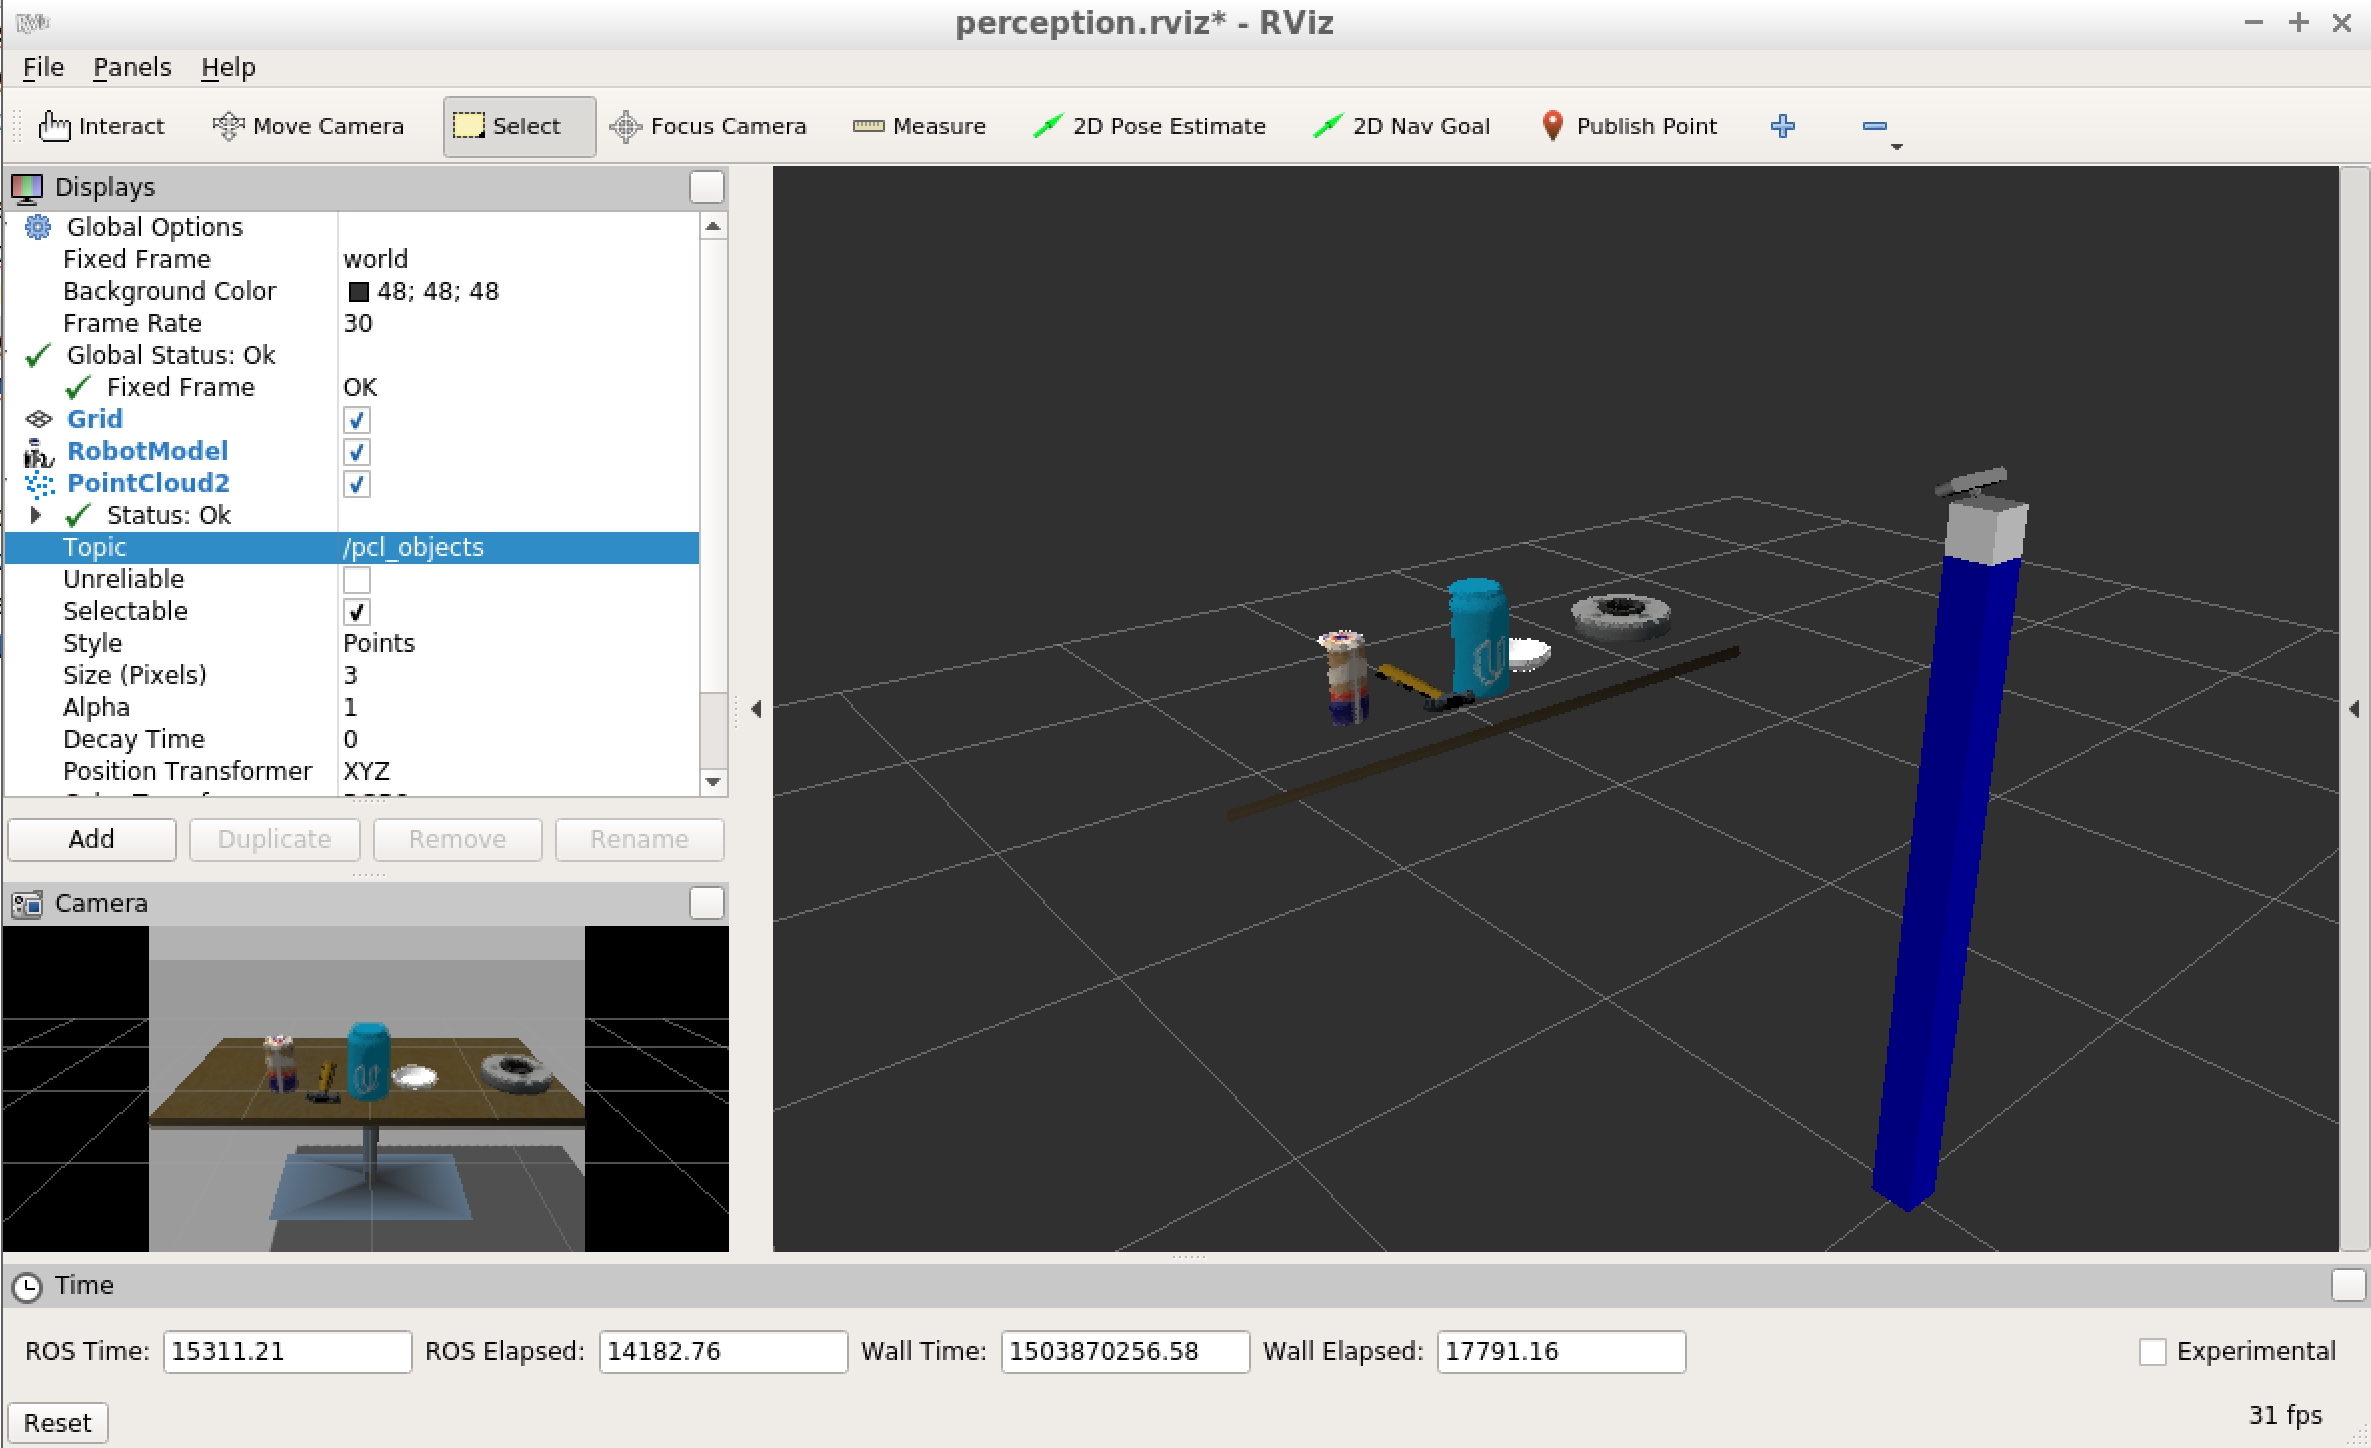 perception.rviz* - RViz
File Panels Help
Interact Move Camera Select Focus Camera Measure 2D Pose Estimate 2D Nav Goal Publish Point
Displays
Global Options
Fixed Frame world
Background Color 48; 48; 48
Frame Rate 30
Global Status: Ok
Fixed Frame OK
Grid
RobotModel
PointCloud2
Status: Ok
Topic /pcl_objects
Unreliable
Selectable
Style Points
Size (Pixels) 3
Alpha 1
Decay Time 0
Position Transformer XYZ
Add Duplicate Remove Rename
Camera
Time
ROS Time: 15311.21 ROS Elapsed: 14182.76 Wall Time: 1503870256.58 Wall Elapsed: 17791.16 Experimental
Reset 31 fps